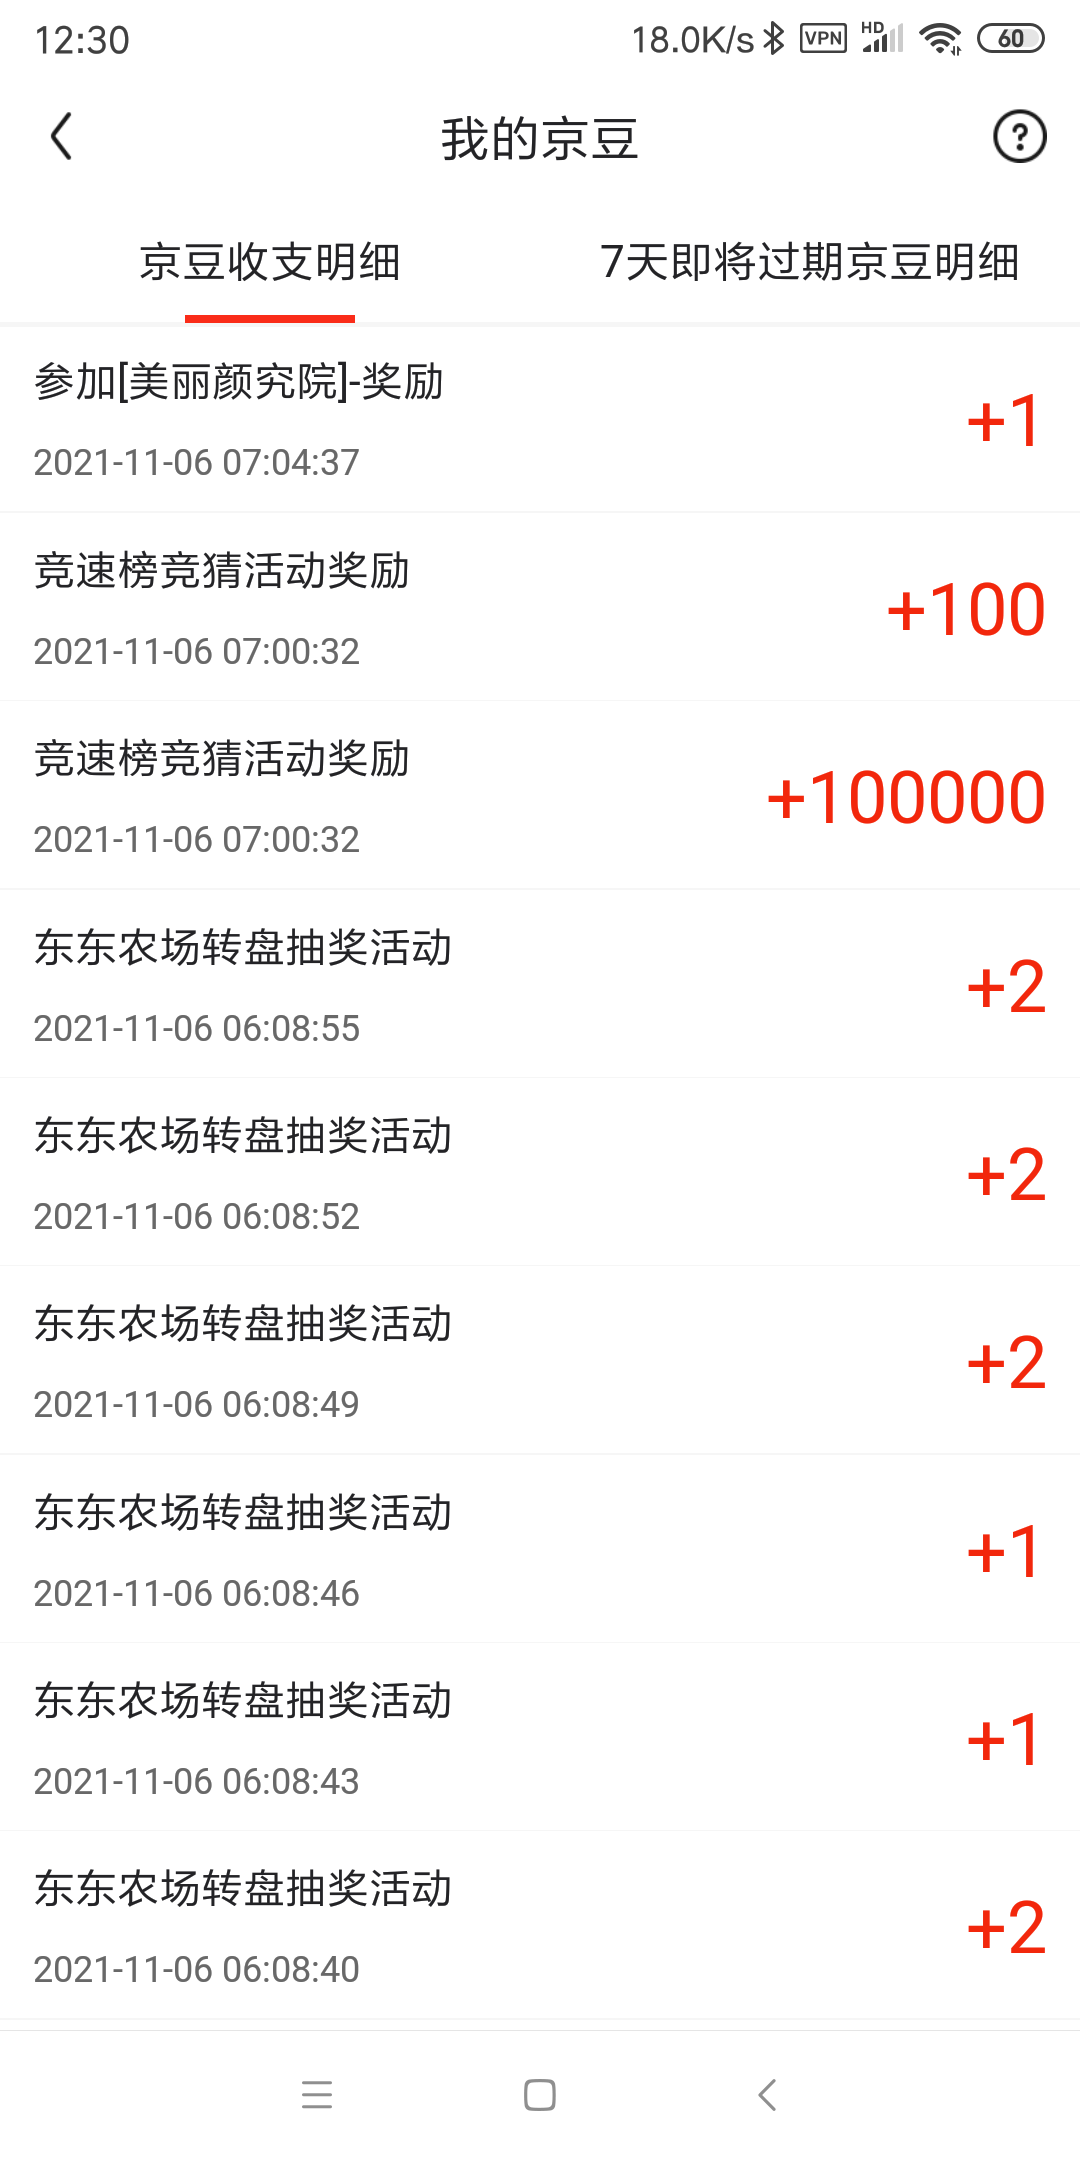 12:30 18.0K/s VPN HD 60
我的京豆 ?
京豆收支明细 7天即将过期京豆明细
参加[美丽颜究院]-奖励
+1
2021-11-06 07:04:37
竞速榜竞猜活动奖励
+100
2021-11-06 07:00:32
竞速榜竞猜活动奖励
+100000
2021-11-06 07:00:32
东东农场转盘抽奖活动
+2
2021-11-06 06:08:55
东东农场转盘抽奖活动
+2
2021-11-06 06:08:52
东东农场转盘抽奖活动
+2
2021-11-06 06:08:49
东东农场转盘抽奖活动
+1
2021-11-06 06:08:46
东东农场转盘抽奖活动
+1
2021-11-06 06:08:43
东东农场转盘抽奖活动
+2
2021-11-06 06:08:40